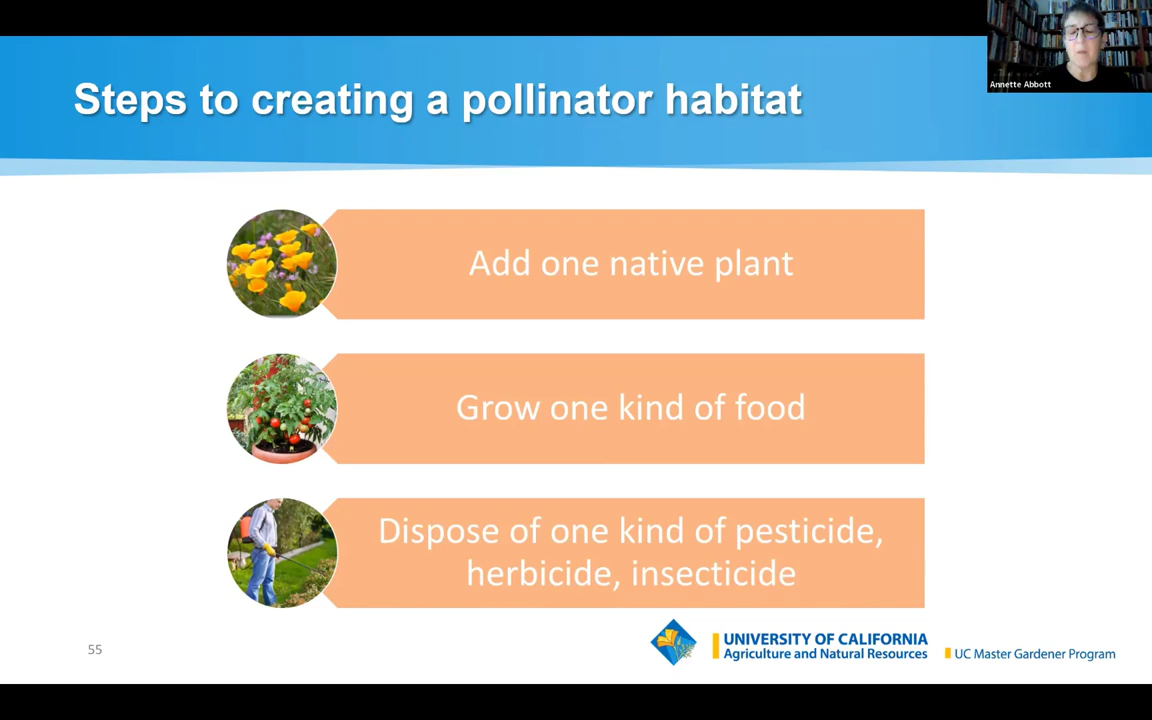 Annette Abbott
Steps to creating a pollinator habitat
Add one native plant
Grow one kind of food
Dispose of one kind of pesticide,
herbicide, insecticide
55
UNIVERSITY OF CALIFORNIA
Agriculture and Natural Resources
UC Master Gardener Program